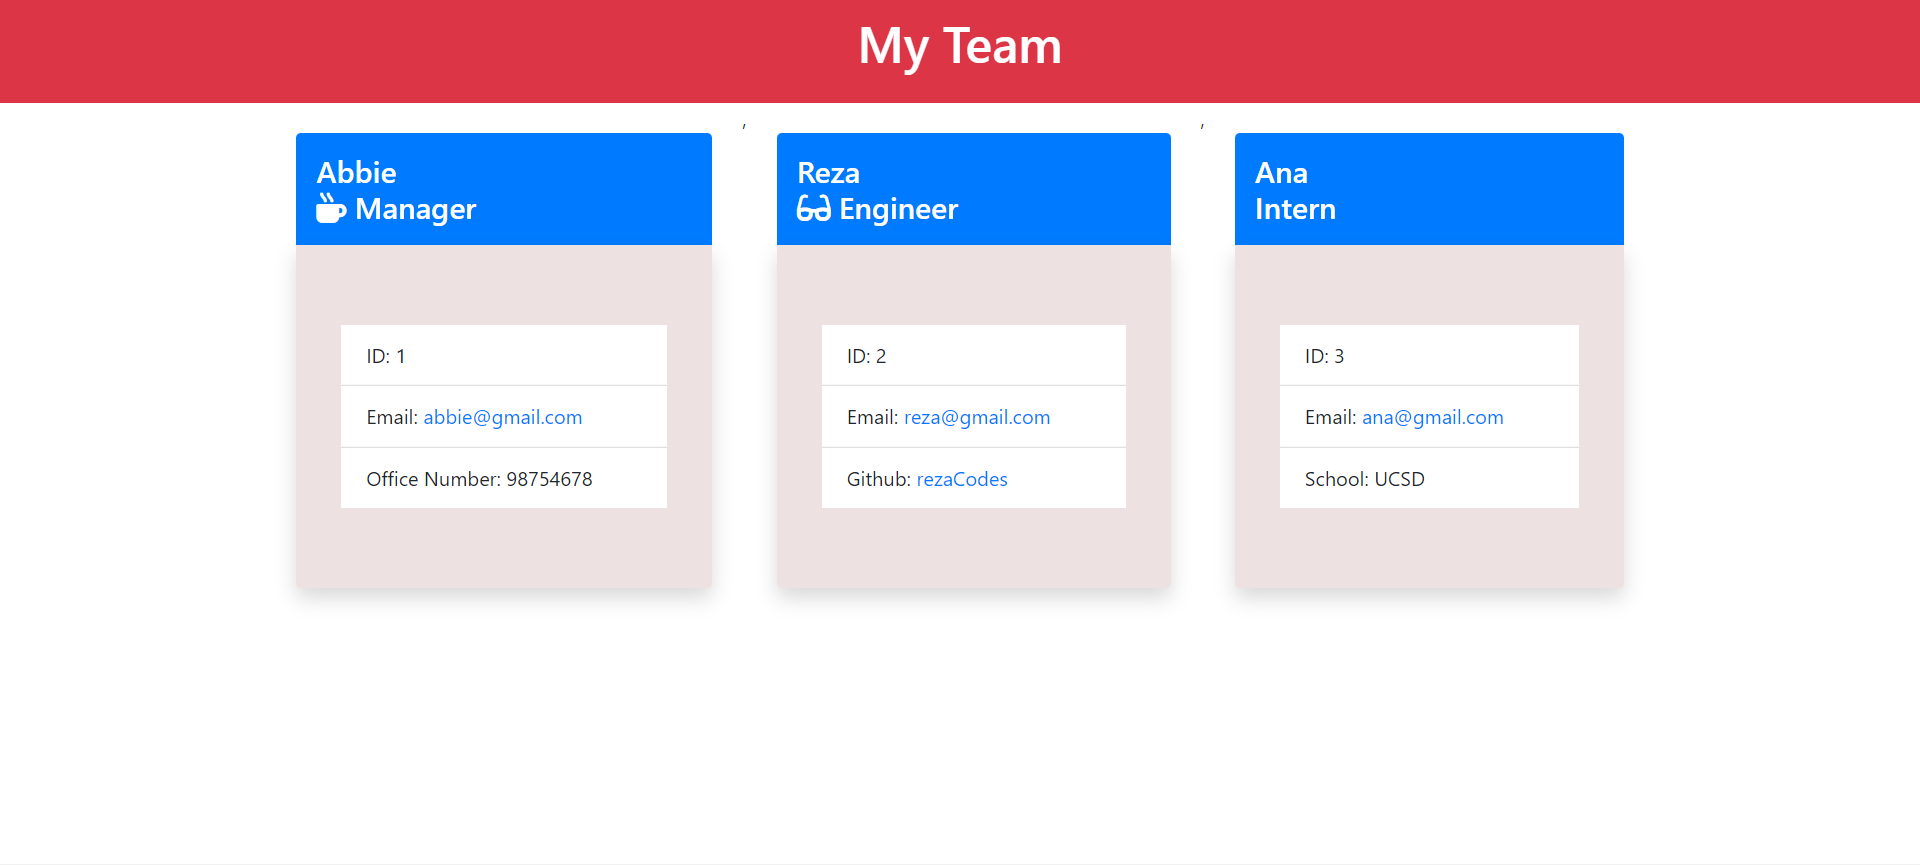 My Team
, ,
Abbie
Manager
ID: 1
Email: abbie@gmail.com
Office Number: 98754678
Reza
Engineer
ID: 2
Email: reza@gmail.com
Github: rezaCodes
Ana
Intern
ID: 3
Email: ana@gmail.com
School: UCSD